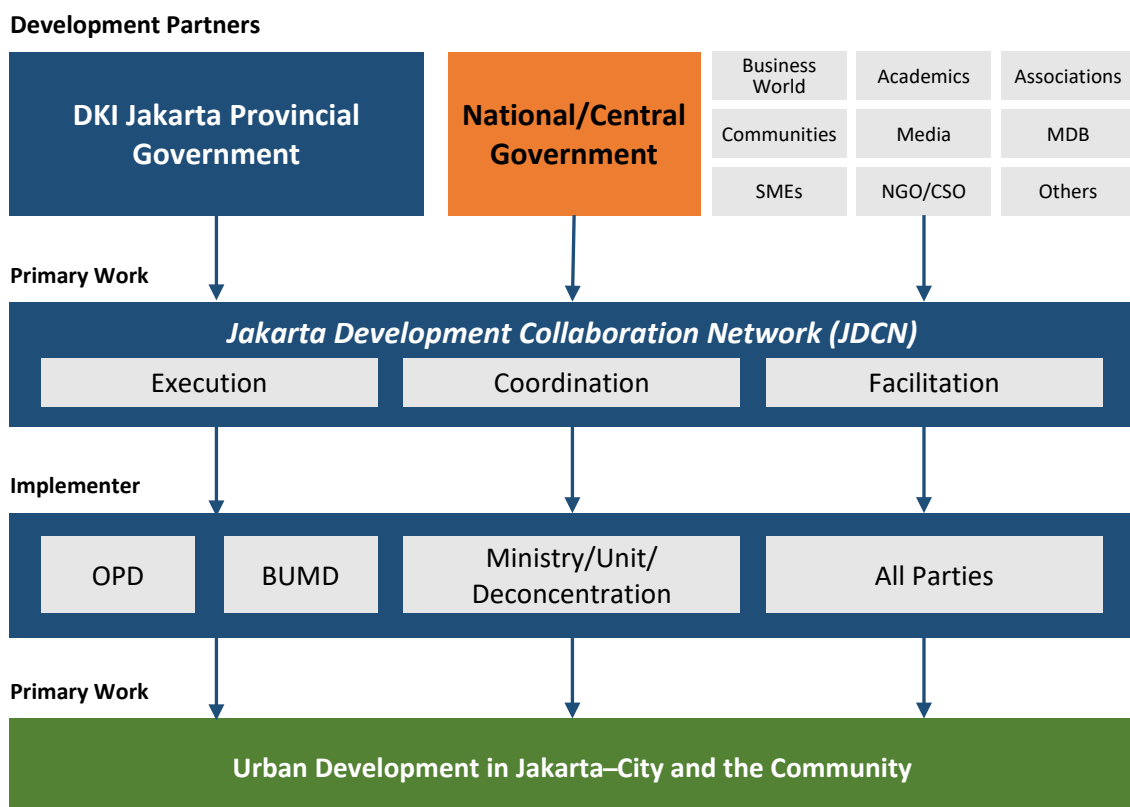 Development Partners
DKI Jakarta Provincial
Government
National/Central
Government
Business
World
Academics
Associations
Communities
Media
MDB
SMEs
NGO/CSO
Others
Primary Work
Jakarta Development Collaboration Network (JDCN)
Execution
Coordination
Facilitation
Implementer
OPD
BUMD
Ministry/Unit/
Deconcentration
All Parties
Primary Work
Urban Development in Jakarta–City and the Community